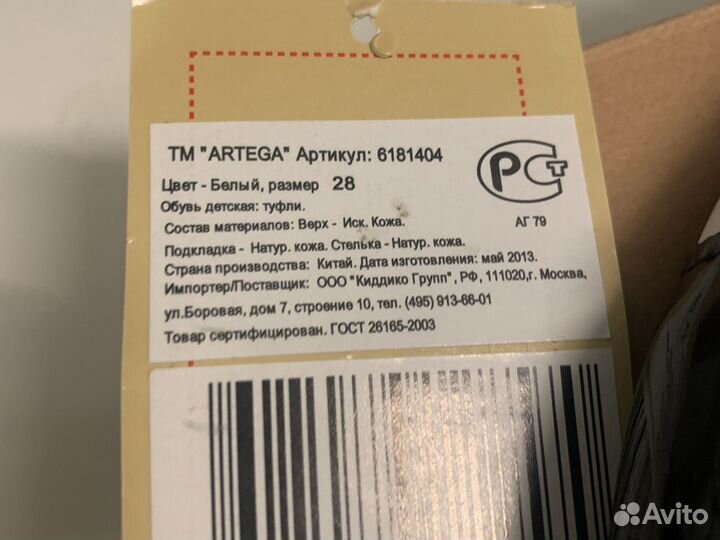 ТМ "ARTEGA" Артикул: 6181404
Цвет - Белый, размер 28
Обувь детская: туфли.
Состав материалов: Верх - Иск. Кожа.
Подкладка - Натур. кожа. Стелька - Натур. кожа.
Страна производства: Китай. Дата изготовления: май 2013.
Импортер/Поставщик: ООО "Киддико Групп", РФ, 111020,г. Москва,
ул.Боровая, дом 7, строение 10, тел. (495) 913-66-01
Товар сертифицирован. ГОСТ 26165-2003
РСТ
АГ 79
Avito